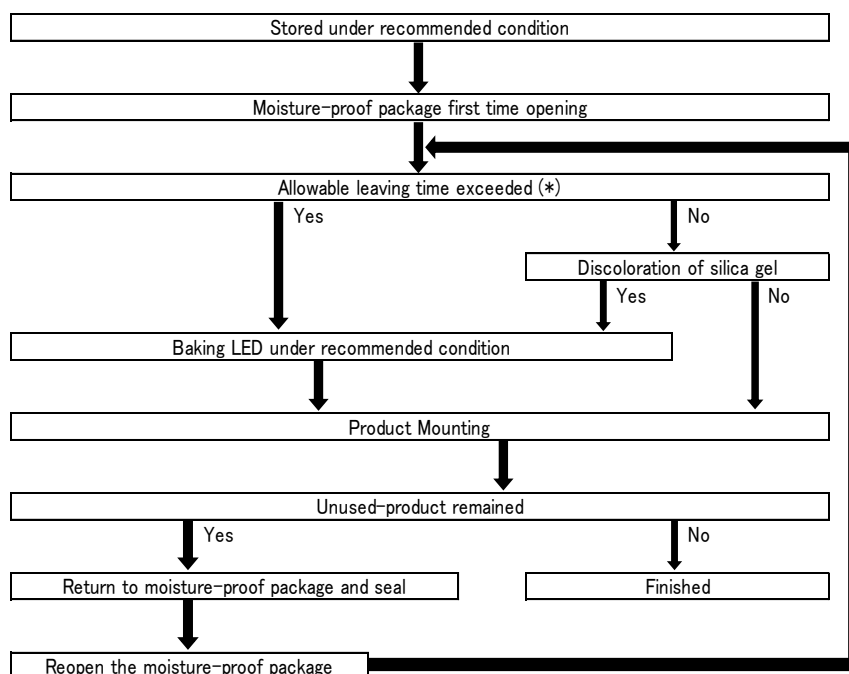 Stored under recommended condition
Moisture-proof package first time opening
Allowable leaving time exceeded (*)
Yes
No
Discoloration of silica gel
Yes
No
Baking LED under recommended condition
Product Mounting
Unused-product remained
Yes
No
Return to moisture-proof package and seal
Finished
Reopen the moisture-proof package